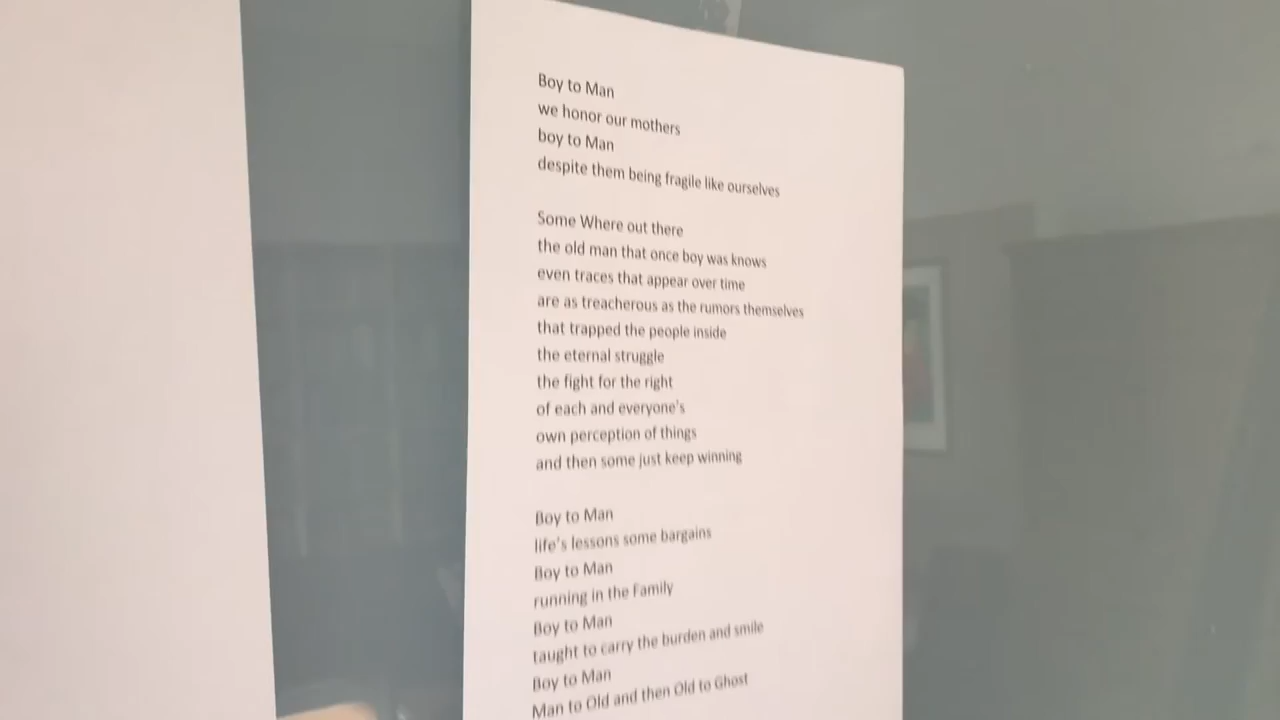 Boy to Man
we honor our mothers
boy to Man
despite them being fragile like ourselves
Some Where out there
the old man that once boy was knows
even traces that appear over time
are as treacherous as the rumors themselves
that trapped the people inside
the eternal struggle
the fight for the right
of each and everyone's
own perception of things
and then some just keep winning
Boy to Man
life's lessons some bargains
Boy to Man
running in the Family
Boy to Man
taught to carry the burden and smile
Boy to Man
Man to Old and then Old to Ghost